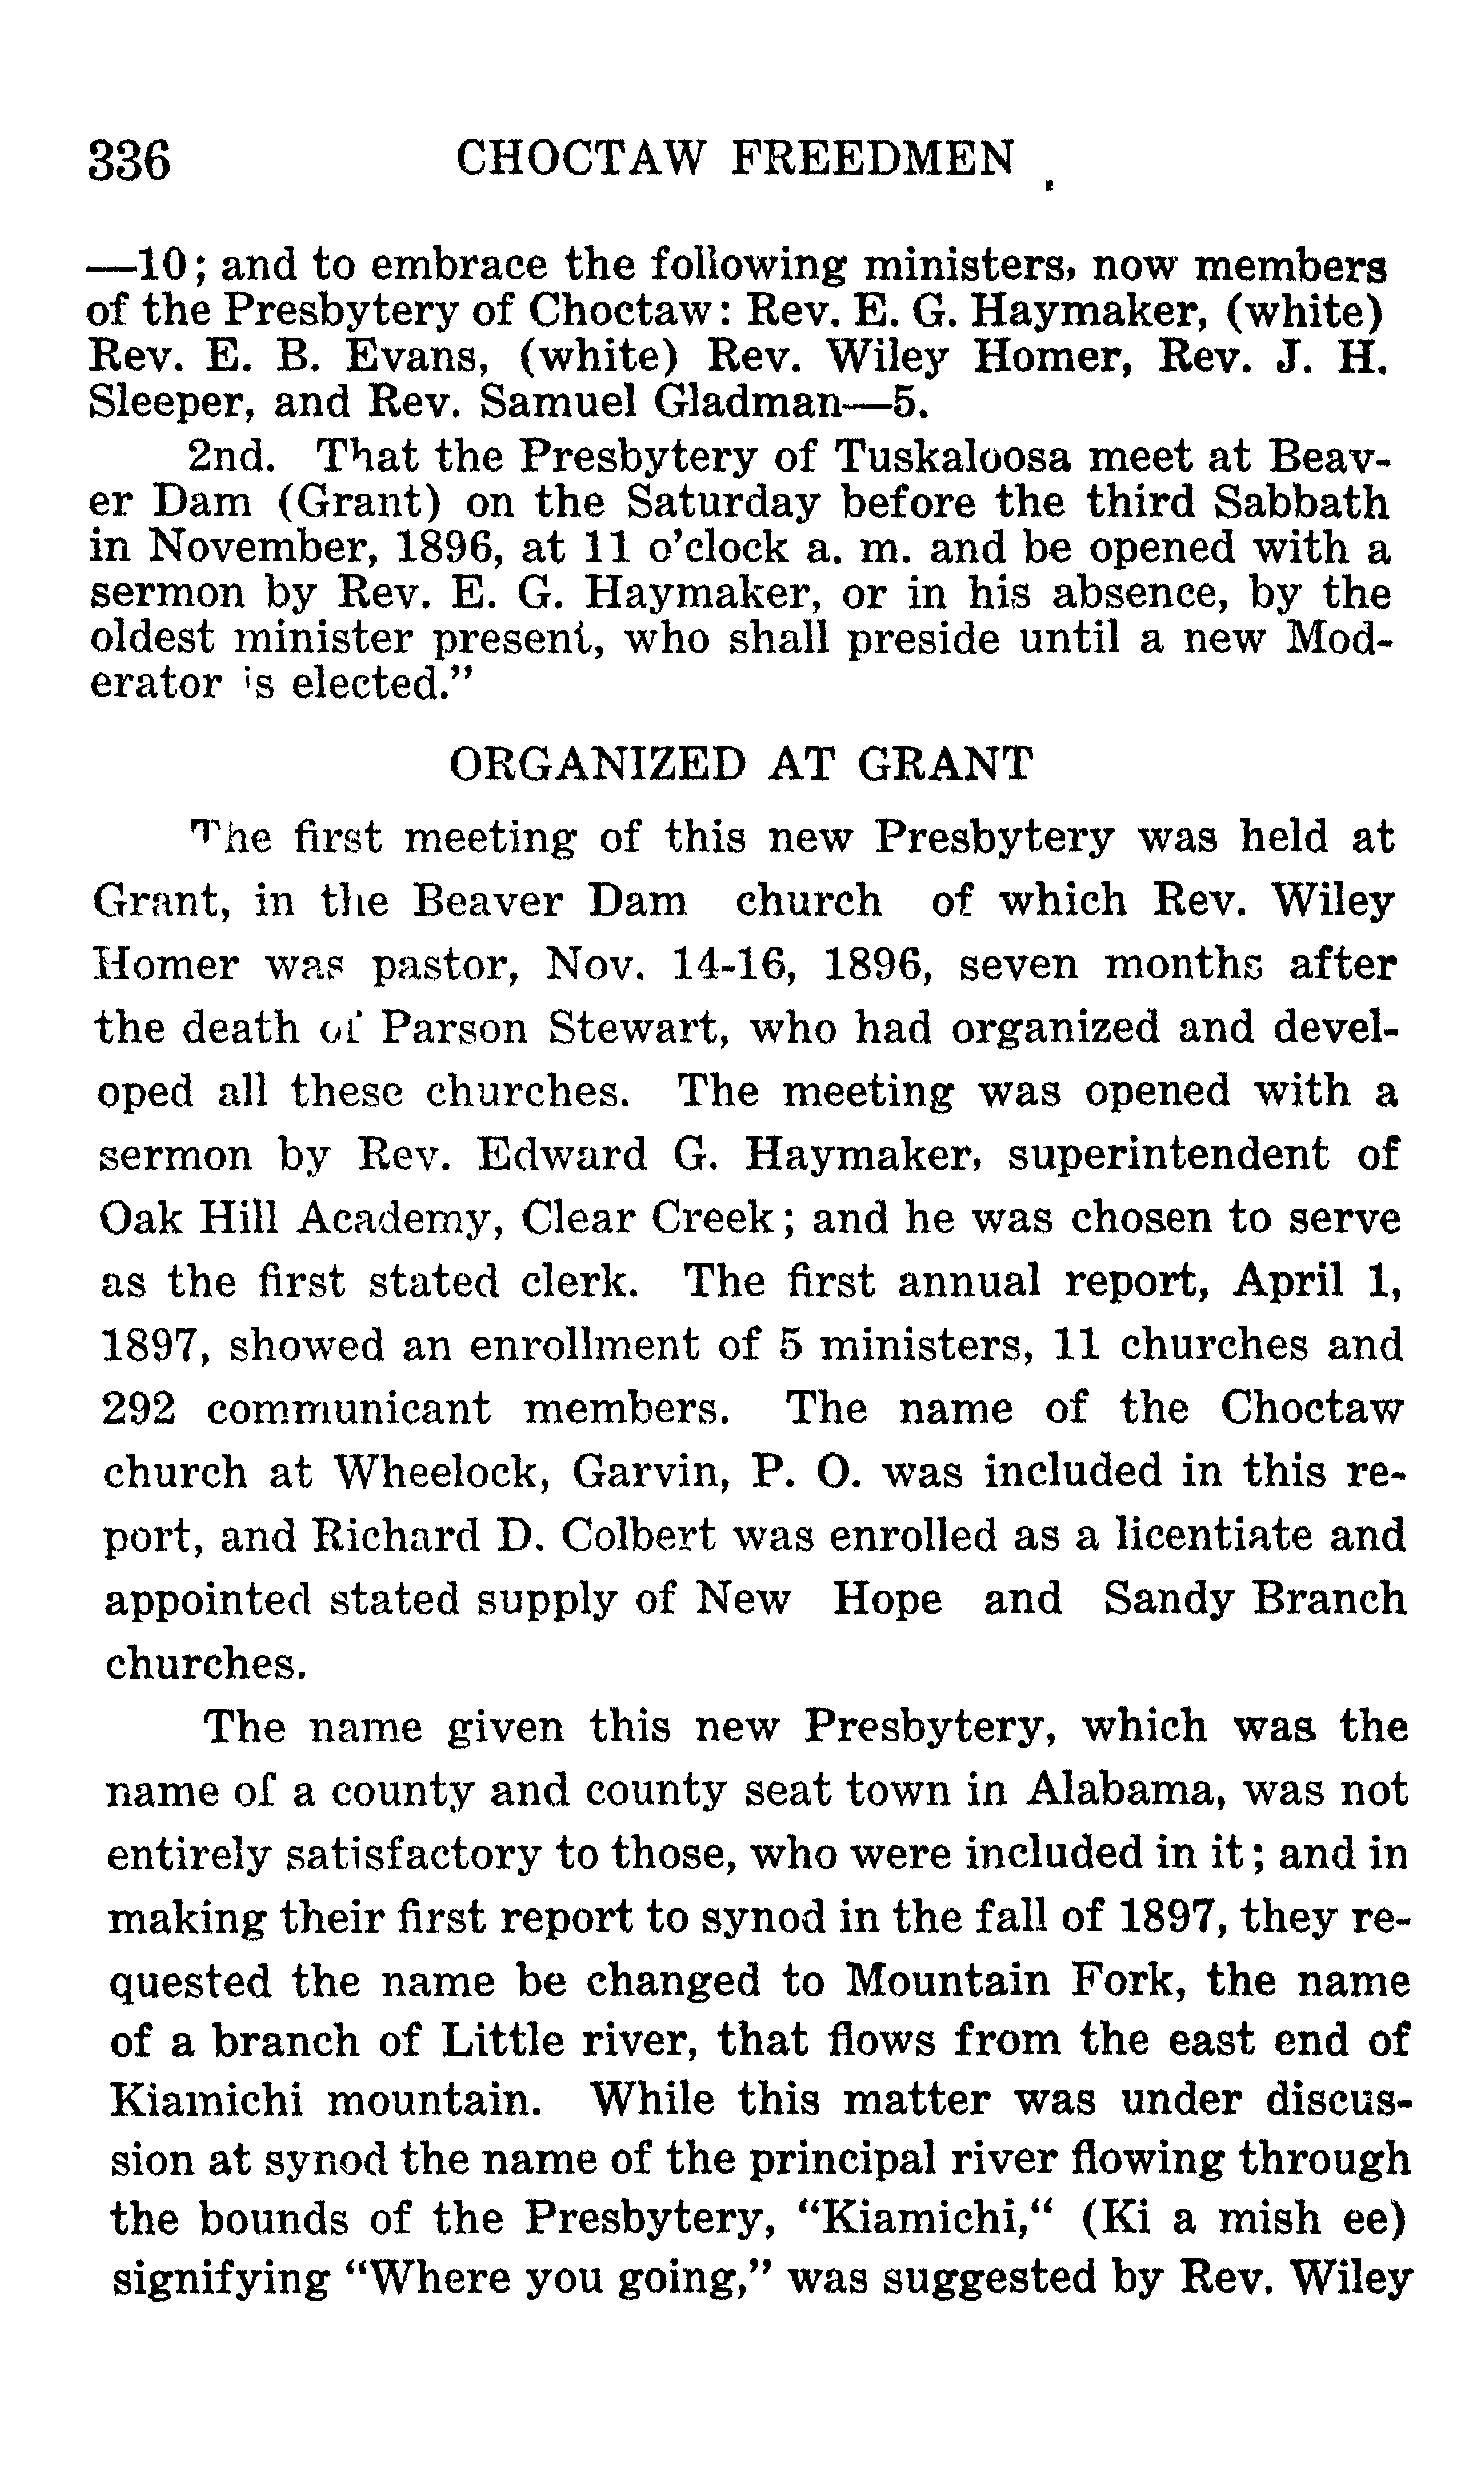 336 CHOCTAW FREEDMEN
—10; and to embrace the following ministers, now members
of the Presbytery of Choctaw: Rev. E. G. Haymaker, (white)
Rev. E. B. Evans, (white) Rev. Wiley Homer, Rev. J. H.
Sleeper, and Rev. Samuel Gladman—5.
2nd. That the Presbytery of Tuskaloosa meet at Beav-
er Dam (Grant) on the Saturday before the third Sabbath
in November, 1896, at 11 o'clock a. m. and be opened with a
sermon by Rev. E. G. Haymaker, or in his absence, by the
oldest minister present, who shall preside until a new Mod-
erator is elected."
ORGANIZED AT GRANT
The first meeting of this new Presbytery was held at
Grant, in the Beaver Dam church of which Rev. Wiley
Homer was pastor, Nov. 14-16, 1896, seven months after
the death of Parson Stewart, who had organized and devel-
oped all these churches. The meeting was opened with a
sermon by Rev. Edward G. Haymaker, superintendent of
Oak Hill Academy, Clear Creek; and he was chosen to serve
as the first stated clerk. The first annual report, April 1,
1897, showed an enrollment of 5 ministers, 11 churches and
292 communicant members. The name of the Choctaw
church at Wheelock, Garvin, P. O. was included in this re-
port, and Richard D. Colbert was enrolled as a licentiate and
appointed stated supply of New Hope and Sandy Branch
churches.
The name given this new Presbytery, which was the
name of a county and county seat town in Alabama, was not
entirely satisfactory to those, who were included in it; and in
making their first report to synod in the fall of 1897, they re-
quested the name be changed to Mountain Fork, the name
of a branch of Little river, that flows from the east end of
Kiamichi mountain. While this matter was under discus-
sion at synod the name of the principal river flowing through
the bounds of the Presbytery, “Kiamichi,“ (Ki a mish ee)
signifying “Where you going,” was suggested by Rev. Wiley